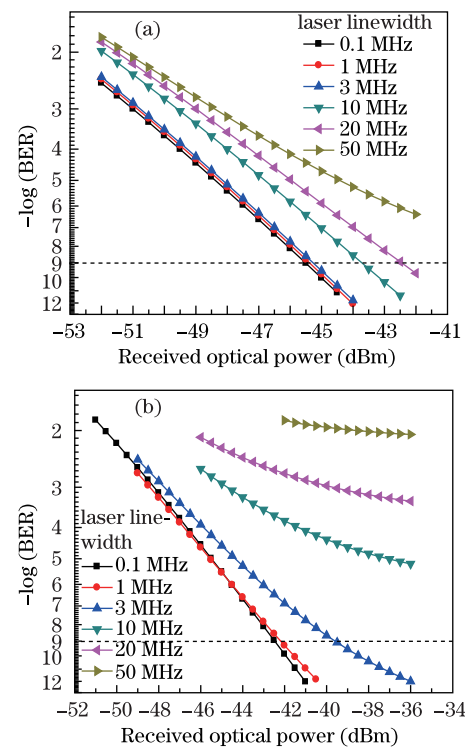 (a)
laser linewidth
0.1 MHz
1 MHz
3 MHz
10 MHz
20 MHz
50 MHz
−log (BER)
2
3
4
5
6
7
8
9
10
12
−53 −51 −49 −47 −45 −43 −41
Received optical power (dBm)
(b)
laser line-
width
0.1 MHz
1 MHz
3 MHz
10 MHz
20 MHz
50 MHz
−log (BER)
2
3
4
5
6
7
8
9
10
12
−52 −50 −48 −46 −44 −42 −41 −38 −36 −34
Received optical power (dBm)